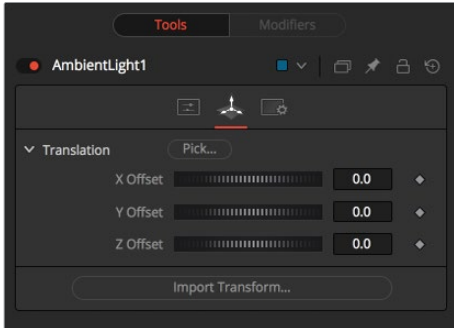 Tools Modifiers
AmbientLight1
Translation Pick...
X Offset 0.0
Y Offset 0.0
Z Offset 0.0
Import Transform...